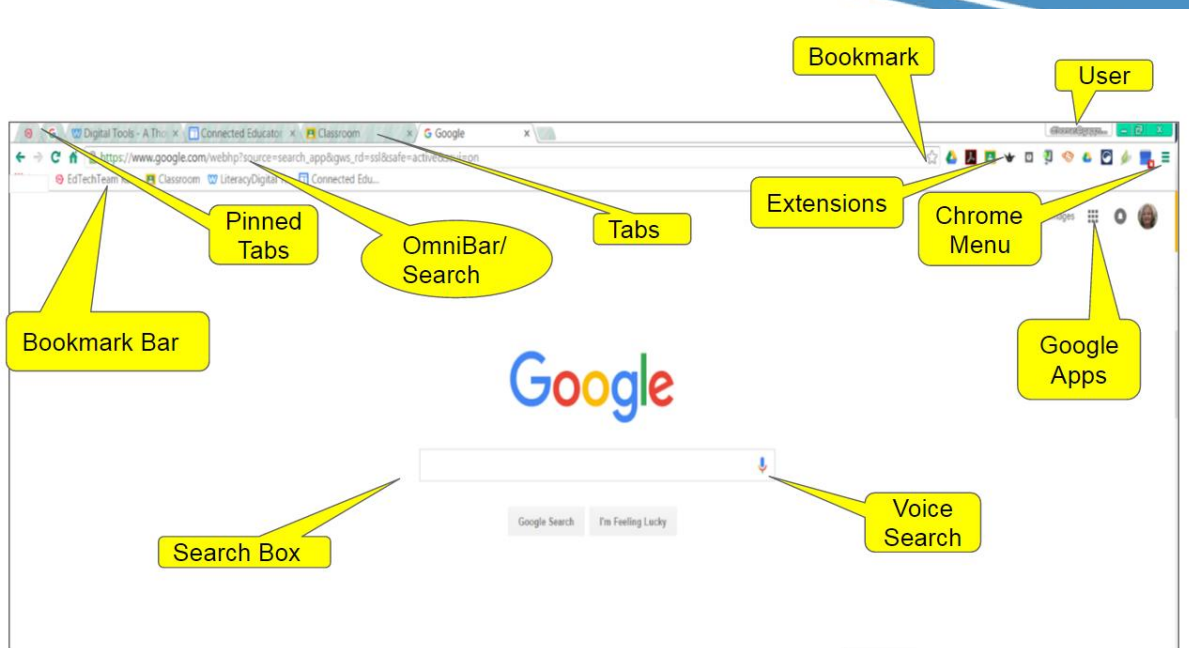 Bookmark
User
Digital Tools - A Tho
Connected Educator
Classroom
Google
https://www.google.com/webhp?source=search_app&gws_rd=ssl&safe=active&ssui=on
EdTechTeam
Classroom
LiteracyDigital
Connected Edu...
Extensions
Chrome
Menu
Pinned
Tabs
OmniBar/
Search
Tabs
Bookmark Bar
Google
Apps
Google
Google Search
I'm Feeling Lucky
Voice
Search
Search Box